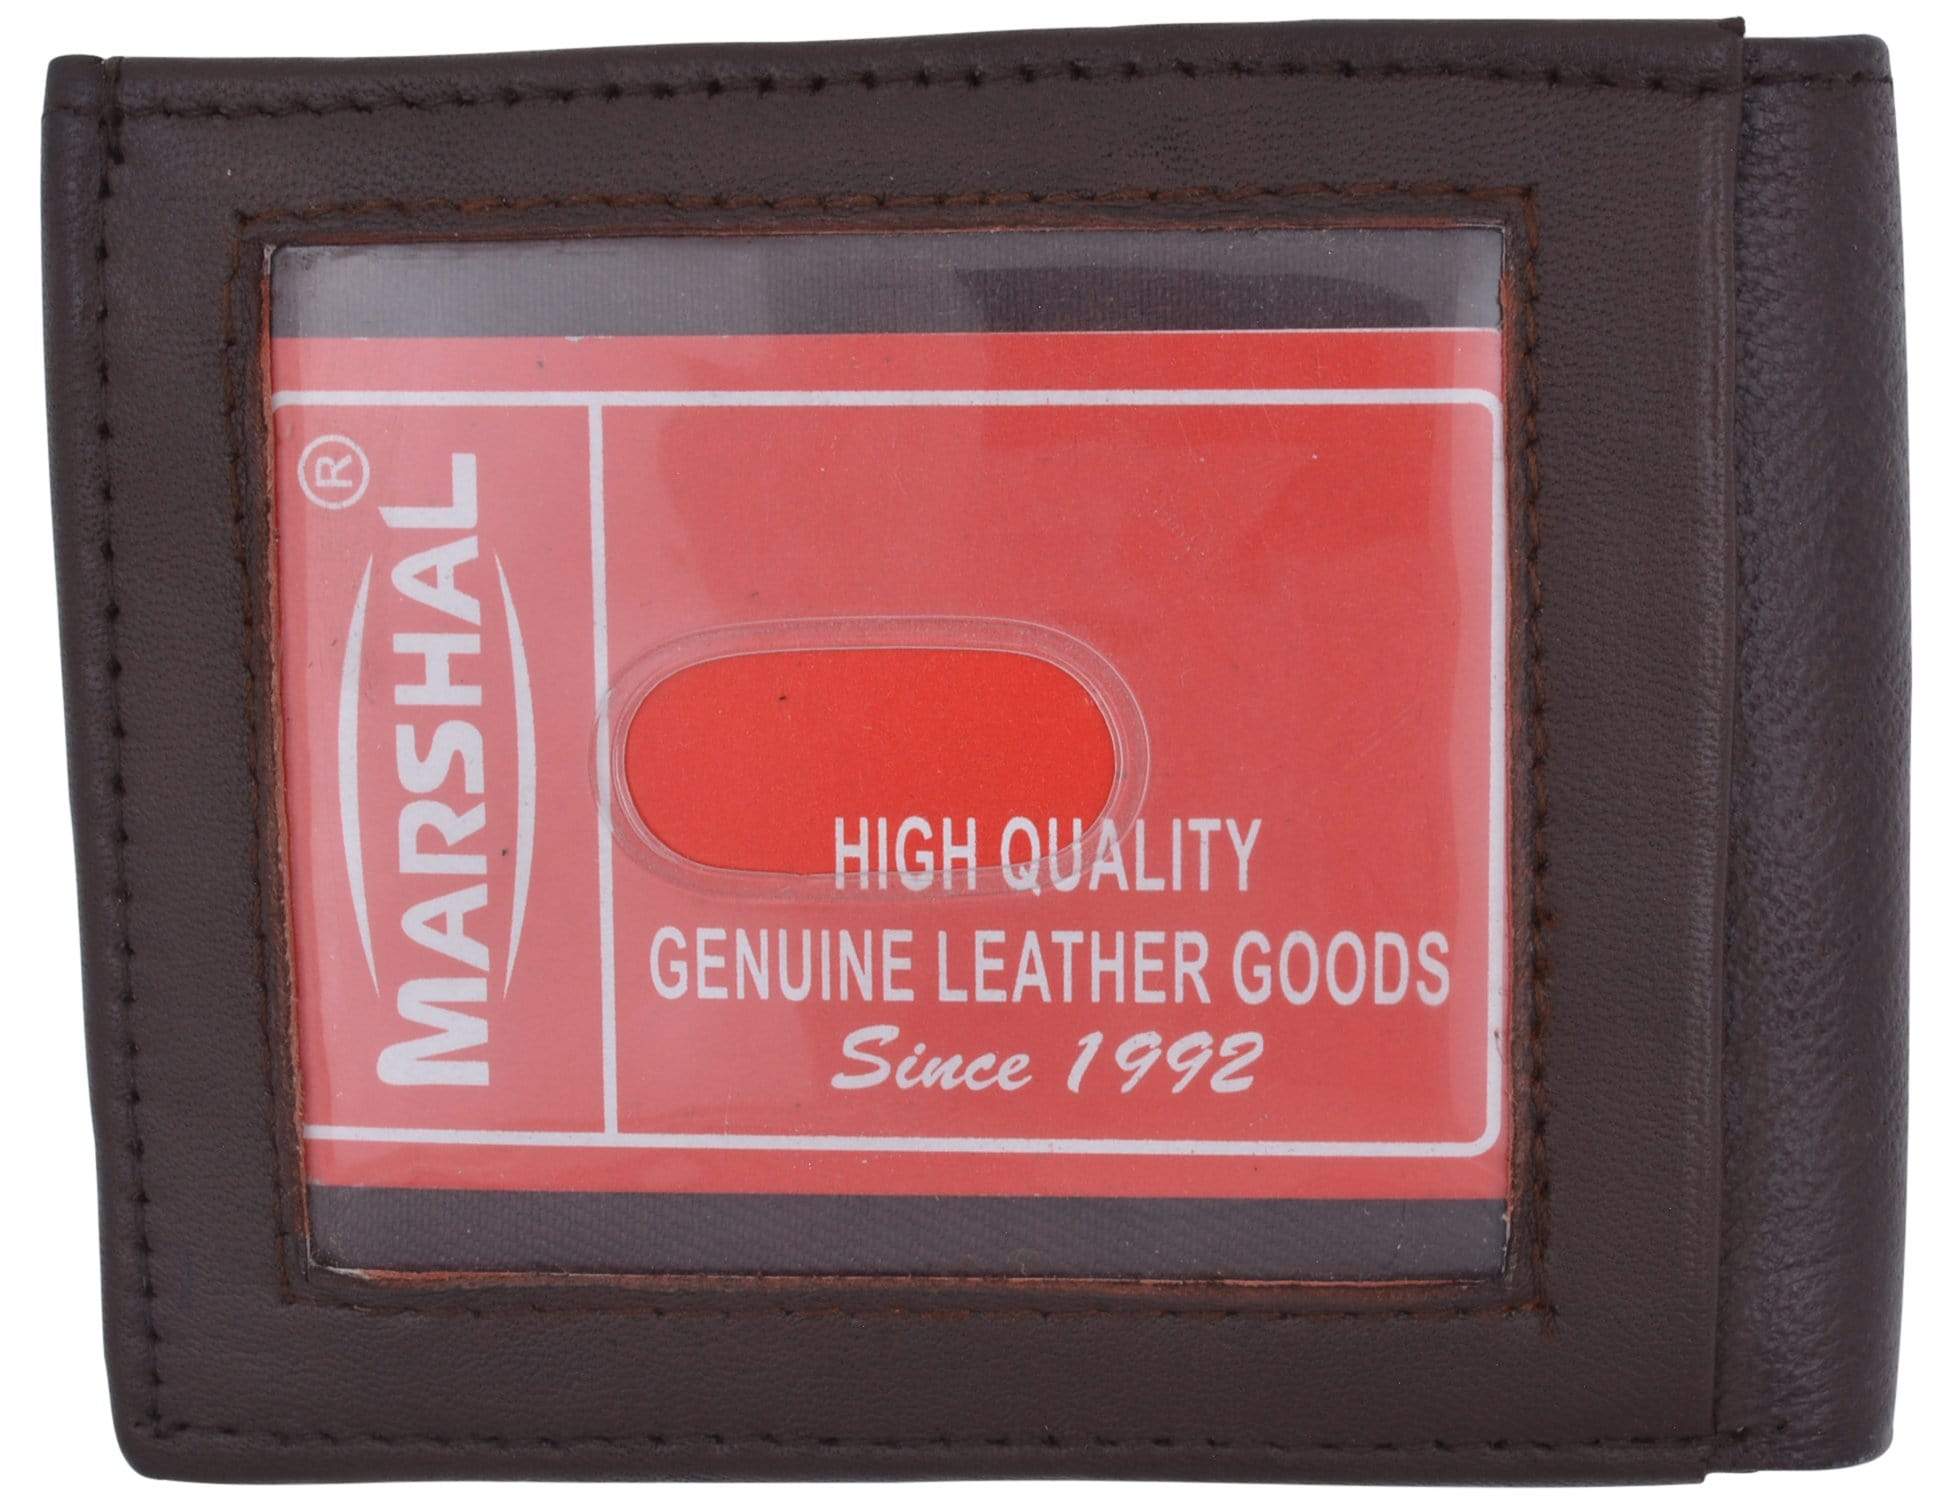 MARSHAL®
HIGH QUALITY
GENUINE LEATHER GOODS
Since 1992